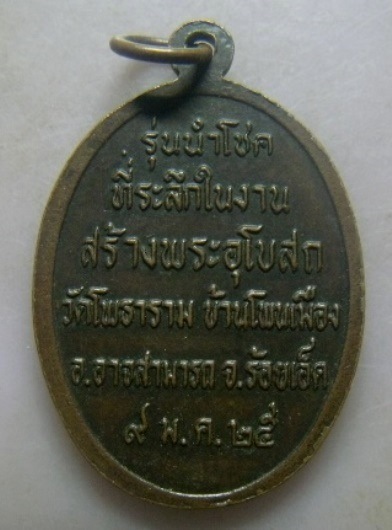 รุ่นนำโชค
ที่ระลึกในงาน
สร้างพระอุโบสถ
วัดโพธาราม บ้านโพนเมือง
อ.อาจสามารถ จ.ร้อยเอ็ด
๙ พ.ค. ๒๕